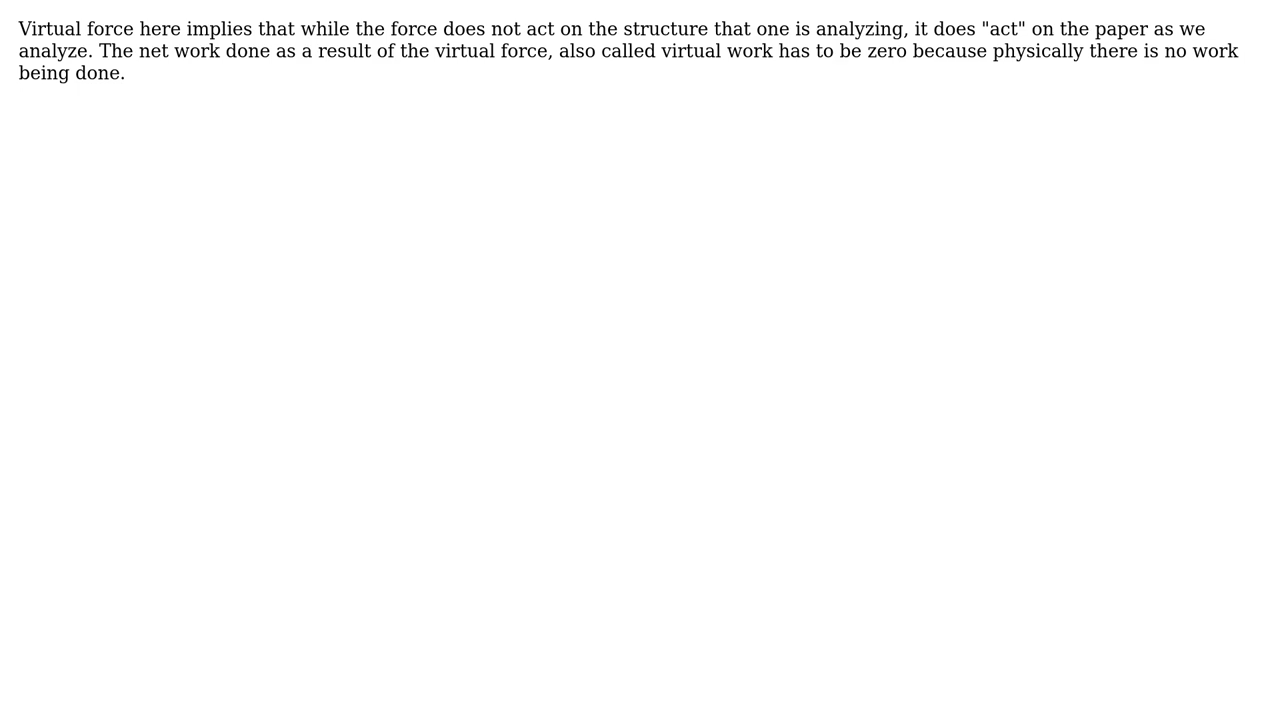 Virtual force here implies that while the force does not act on the structure that one is analyzing, it does "act" on the paper as we
analyze. The net work done as a result of the virtual force, also called virtual work has to be zero because physically there is no work
being done.